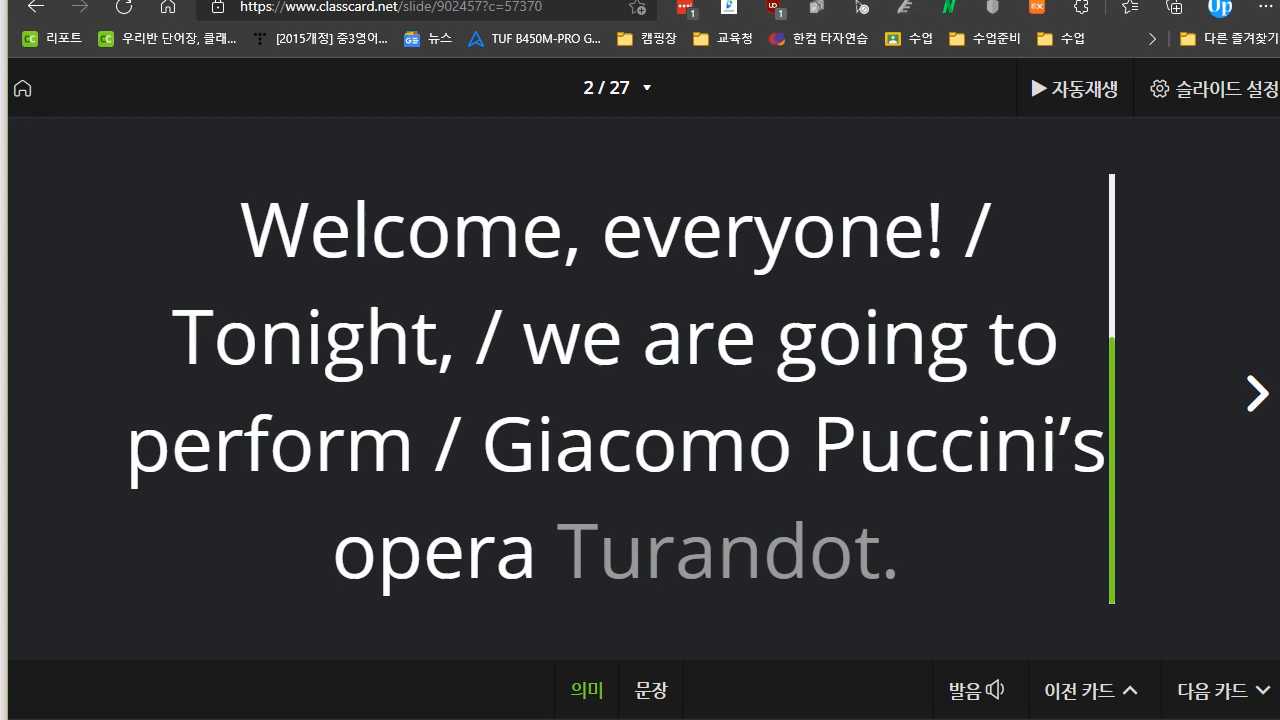 https://www.classcard.net/slide/902457?c=57370
리포트 우리반 단어장, 클래... [2015개정] 중3영어... 뉴스 TUF B450M-PRO G... 캠핑장 교육청 한컴 타자연습 수업 수업준비 수업 다른 즐겨찾기
2 / 27 자동재생 슬라이드 설정
Welcome, everyone! /
Tonight, / we are going to
perform / Giacomo Puccini’s
opera Turandot.
의미 문장 발음 이전 카드 다음 카드